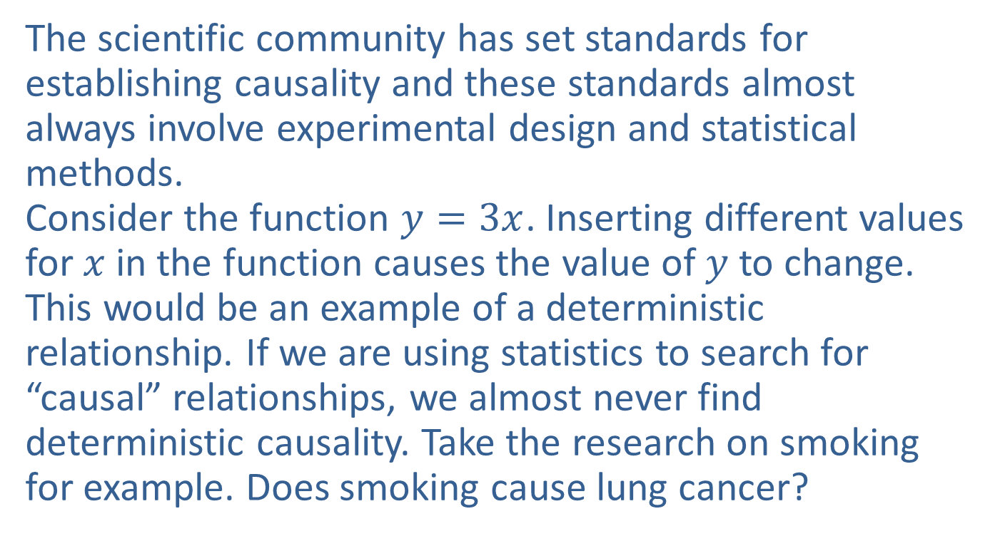 The scientific community has set standards for
establishing causality and these standards almost
always involve experimental design and statistical
methods.
Consider the function y = 3x. Inserting different values
for x in the function causes the value of y to change.
This would be an example of a deterministic
relationship. If we are using statistics to search for
“causal” relationships, we almost never find
deterministic causality. Take the research on smoking
for example. Does smoking cause lung cancer?